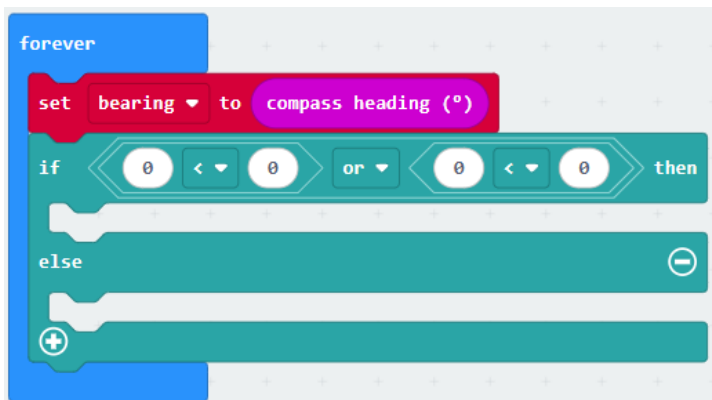 forever
set bearing to compass heading (º)
if 0 < 0 or 0 < 0 then
else